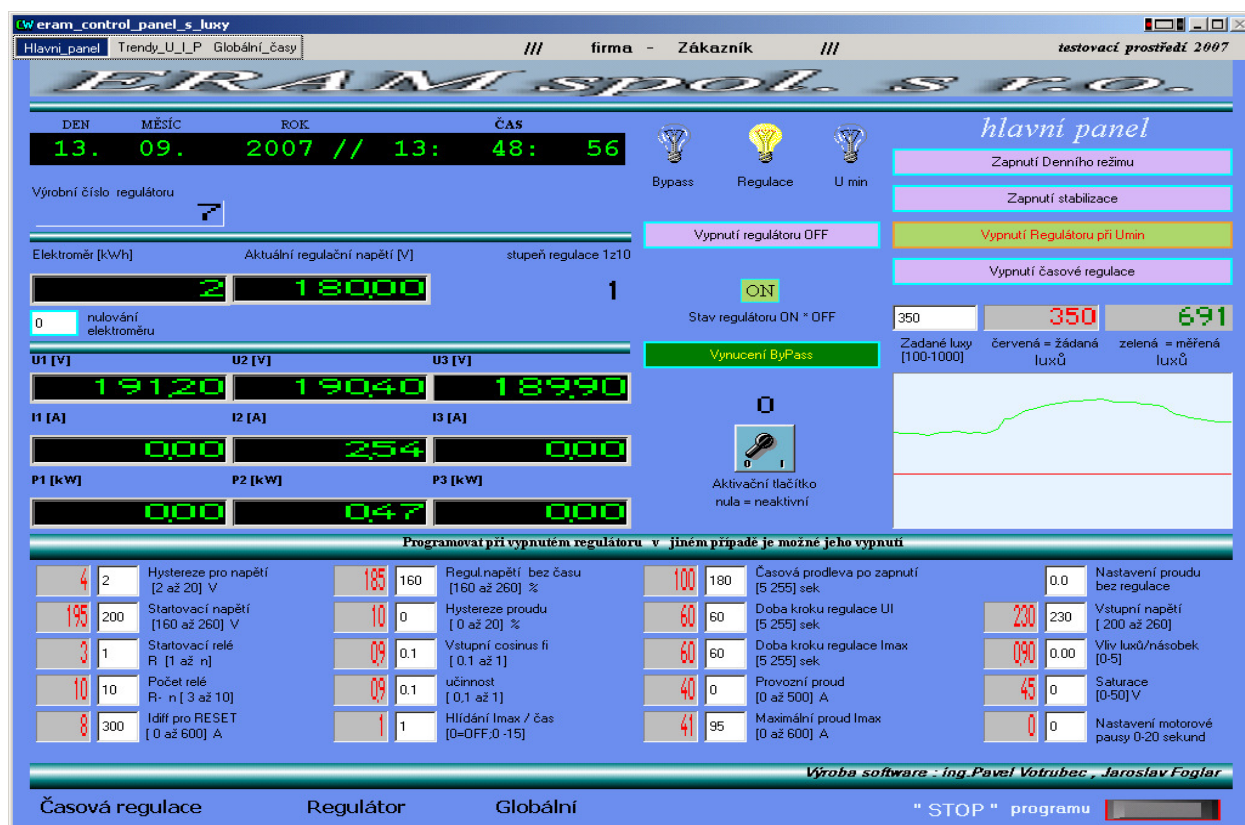 eram_control_panel_s_luxy
Hlavni_panel Trendy_U_I_P Globální_časy /// firma - Zákazník /// testovací prostředí 2007
ERAM spol. s r.o.
DEN MĚSÍC ROK ČAS
13. 09. 2007 // 13: 48: 56
Výrobní číslo regulátoru
7
Bypass Regulace U min
hlavní panel
Zapnutí Denního režimu
Zapnutí stabilizace
Vypnutí regulátoru OFF
Vypnutí Regulátoru při Umin
Vypnutí časové regulace
Elektroměr [kWh] Aktuální regulační napětí [V] stupeň regulace 1z10
2 180,00 1
0 nulování
elektroměru
ON
Stav regulátoru ON * OFF
350 350 691
Zadané luxy červená = žádaná zelená = měřená
[100-1000] luxů luxů
Vynucení ByPass
U1 [V] U2 [V] U3 [V]
191,20 190,40 189,90
I1 [A] I2 [A] I3 [A]
0,00 2,54 0,00
P1 [kW] P2 [kW] P3 [kW]
0,00 0,47 0,00
0
0 1
Aktivační tlačítko
nula = neaktivní
Programovat při vypnutém regulátoru v jiném případě je možné jeho vypnutí
4 2 Hystereze pro napětí
[2 až 20] V
195 200 Startovací napětí
[160 až 260] V
3 1 Startovací relé
R [1 až n]
10 10 Počet relé
R- n [ 3 až 10]
8 300 Idiff pro RESET
[ 0 až 600] A
185 160 Regul.napětí bez času
[160 až 260] %
10 0 Hystereze proudu
[ 0 až 20] %
0,9 0.1 Vstupní cosinus fi
[ 0.1 až 1]
0,9 0.1 učinnost
[ 0,1 až 1]
1 1 Hlídání Imax / čas
[0=OFF;0 -15]
100 180 Časová prodleva po zapnutí
[5 255] sek
60 60 Doba kroku regulace UI
[5 255] sek
60 60 Doba kroku regulace Imax
[5 255] sek
40 0 Provozní proud
[0 až 500] A
41 95 Maximální proud Imax
[0 až 600] A
0.0 Nastavení proudu
bez regulace
230 230 Vstupní napětí
[ 200 až 260]
0,90 0.00 Vliv luxů/násobek
[0-5]
45 0 Saturace
[0-50] V
0 0 Nastavení motorové
pausy 0-20 sekund
Výroba software : ing.Pavel Votrubec , Jaroslav Foglar
Časová regulace Regulátor Globální " STOP " programu